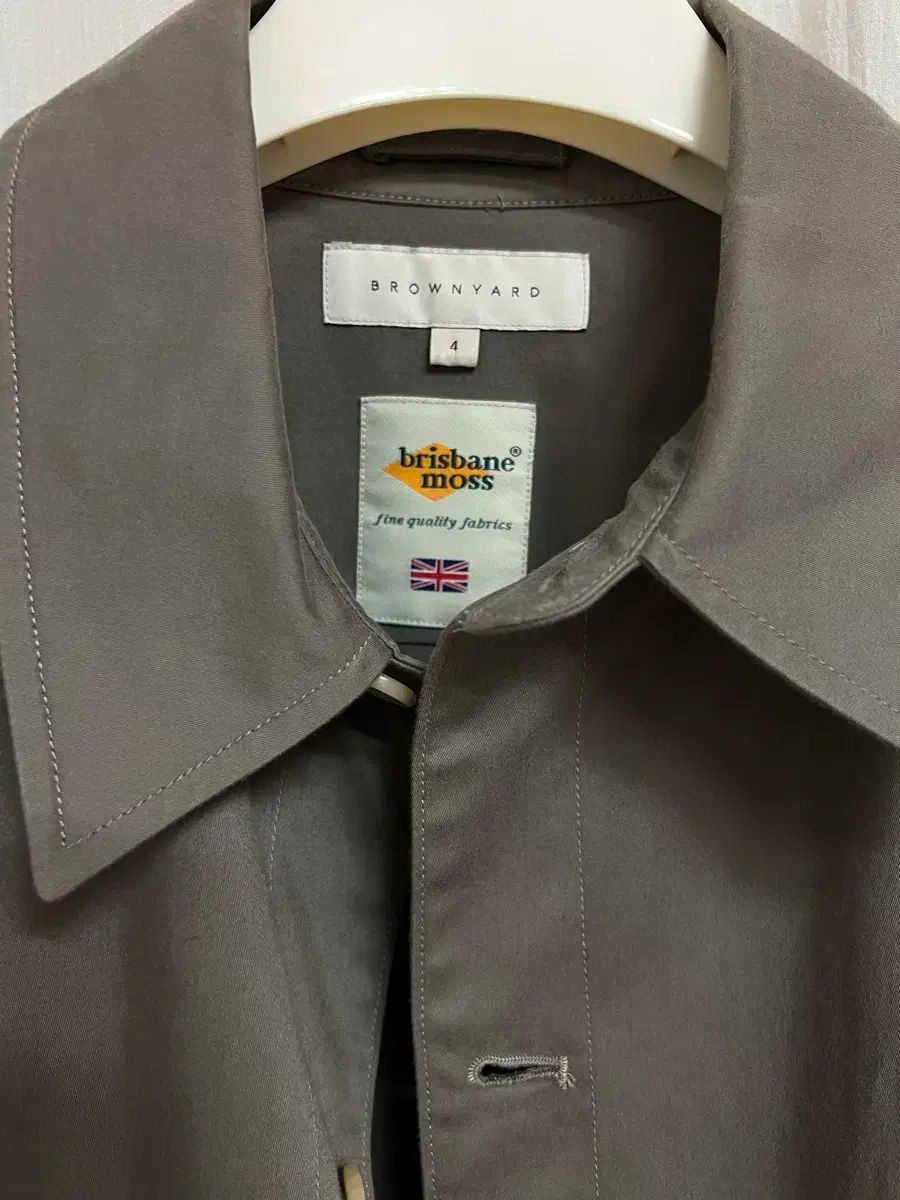 BROWNYARD
4
brisbane®
moss
fine quality fabrics